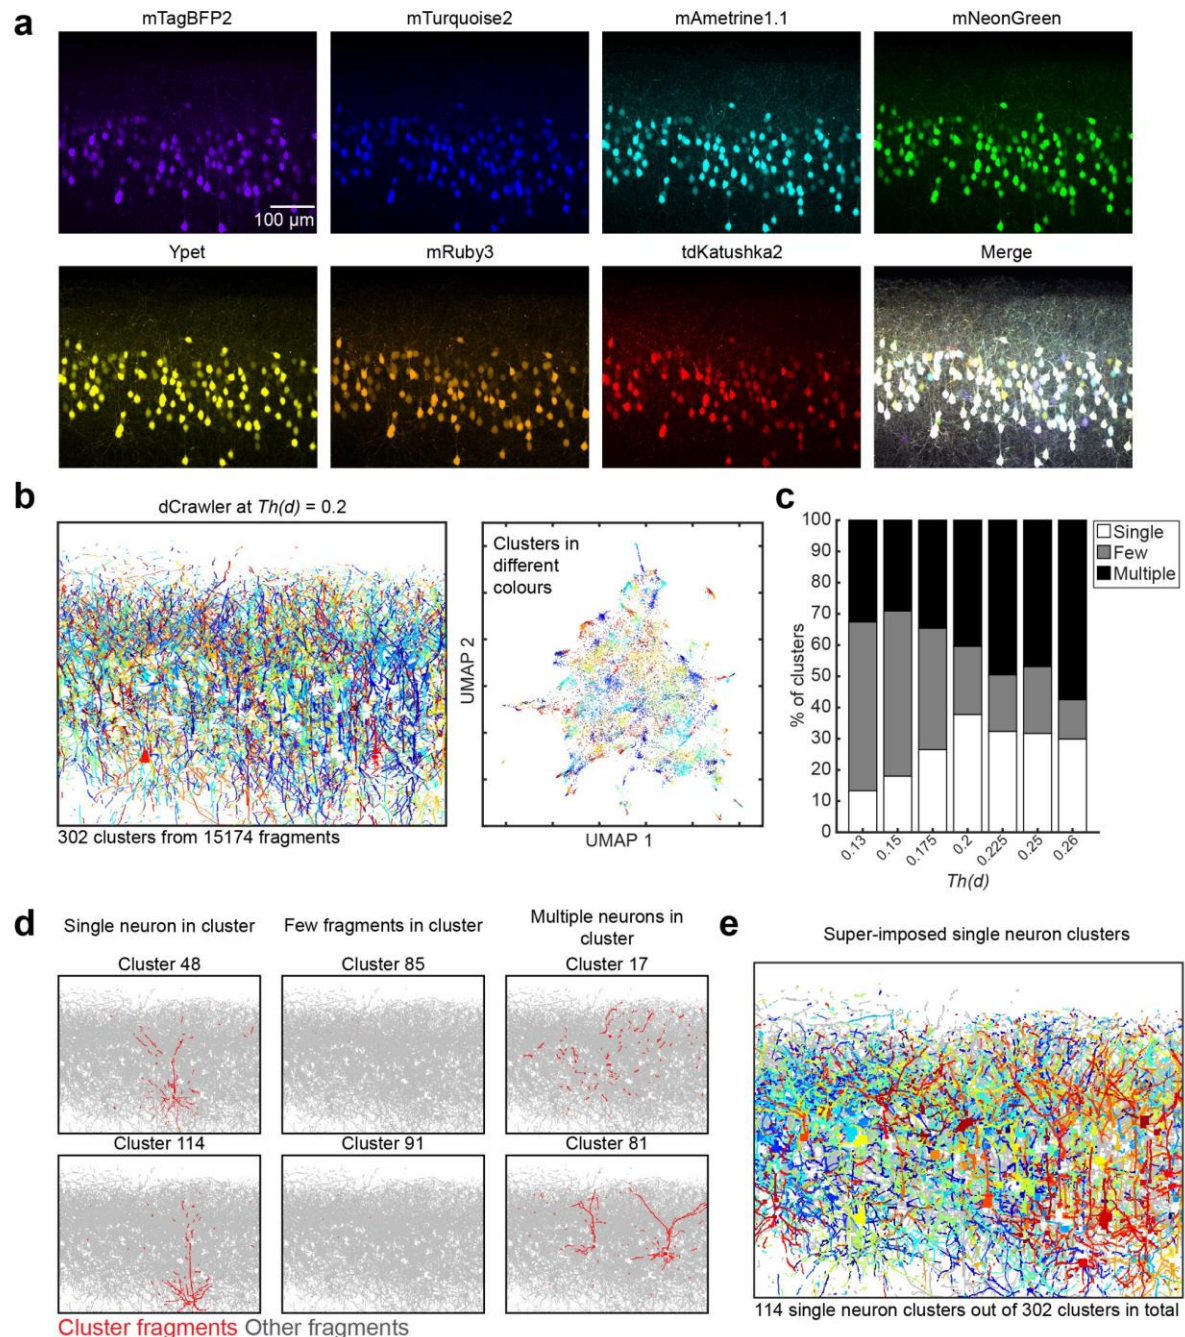 a
mTagBFP2
mTurquoise2
mAmetrine1.1
mNeonGreen
100 µm
Ypet
mRuby3
tdKatushka2
Merge
b
dCrawler at Th(d) = 0.2
Clusters in
different
colours
UMAP 2
UMAP 1
302 clusters from 15174 fragments
c
% of clusters
100
90
80
70
60
50
40
30
20
10
0
0.13
0.15
0.175
0.2
0.225
0.25
0.26
Th(d)
Single
Few
Multiple
d
Single neuron in cluster
Few fragments in cluster
Multiple neurons in
cluster
Cluster 48
Cluster 85
Cluster 17
Cluster 114
Cluster 91
Cluster 81
Cluster fragments Other fragments
e
Super-imposed single neuron clusters
114 single neuron clusters out of 302 clusters in total